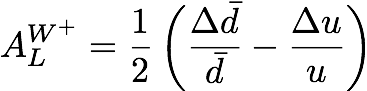 $A_L^{W^+} = \frac{1}{2} \left( \frac{\Delta \bar{d}}{\bar{d}} - \frac{\Delta u}{u} \right)$